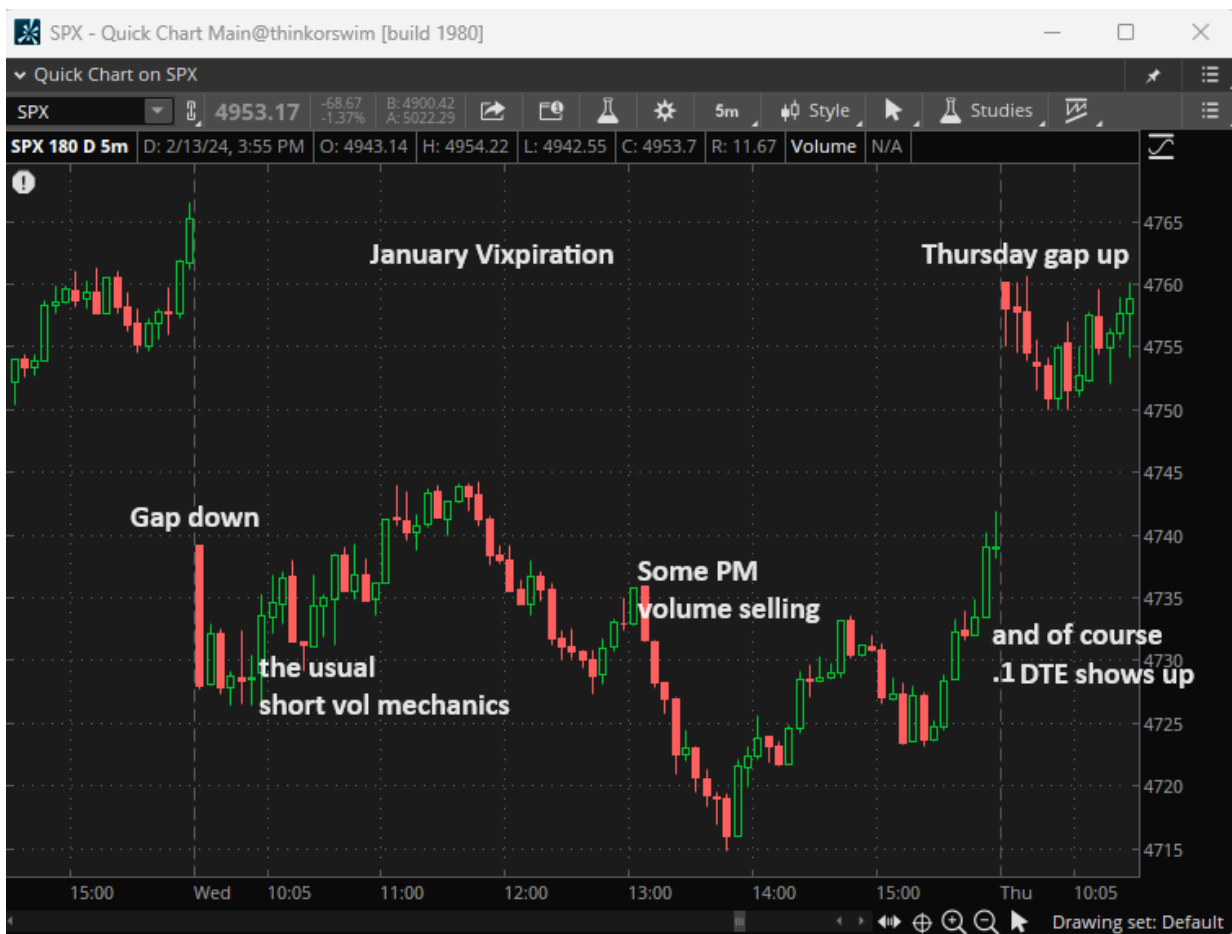 SPX - Quick Chart Main@thinkorswim [build 1980]
Quick Chart on SPX
SPX 4953.17 -68.67 -1.37% B: 4900.42 A: 5022.29 5m Style Studies
SPX 180 D 5m D: 2/13/24, 3:55 PM O: 4943.14 H: 4954.22 L: 4942.55 C: 4953.7 R: 11.67 Volume N/A
4765
January Vixpiration
Thursday gap up
4760
4755
4750
4745
Gap down
4740
Some PM
volume selling
4735
the usual
short vol mechanics
and of course
.1 DTE shows up
4730
4725
4720
4715
15:00 Wed 10:05 11:00 12:00 13:00 14:00 15:00 Thu 10:05
Drawing set: Default